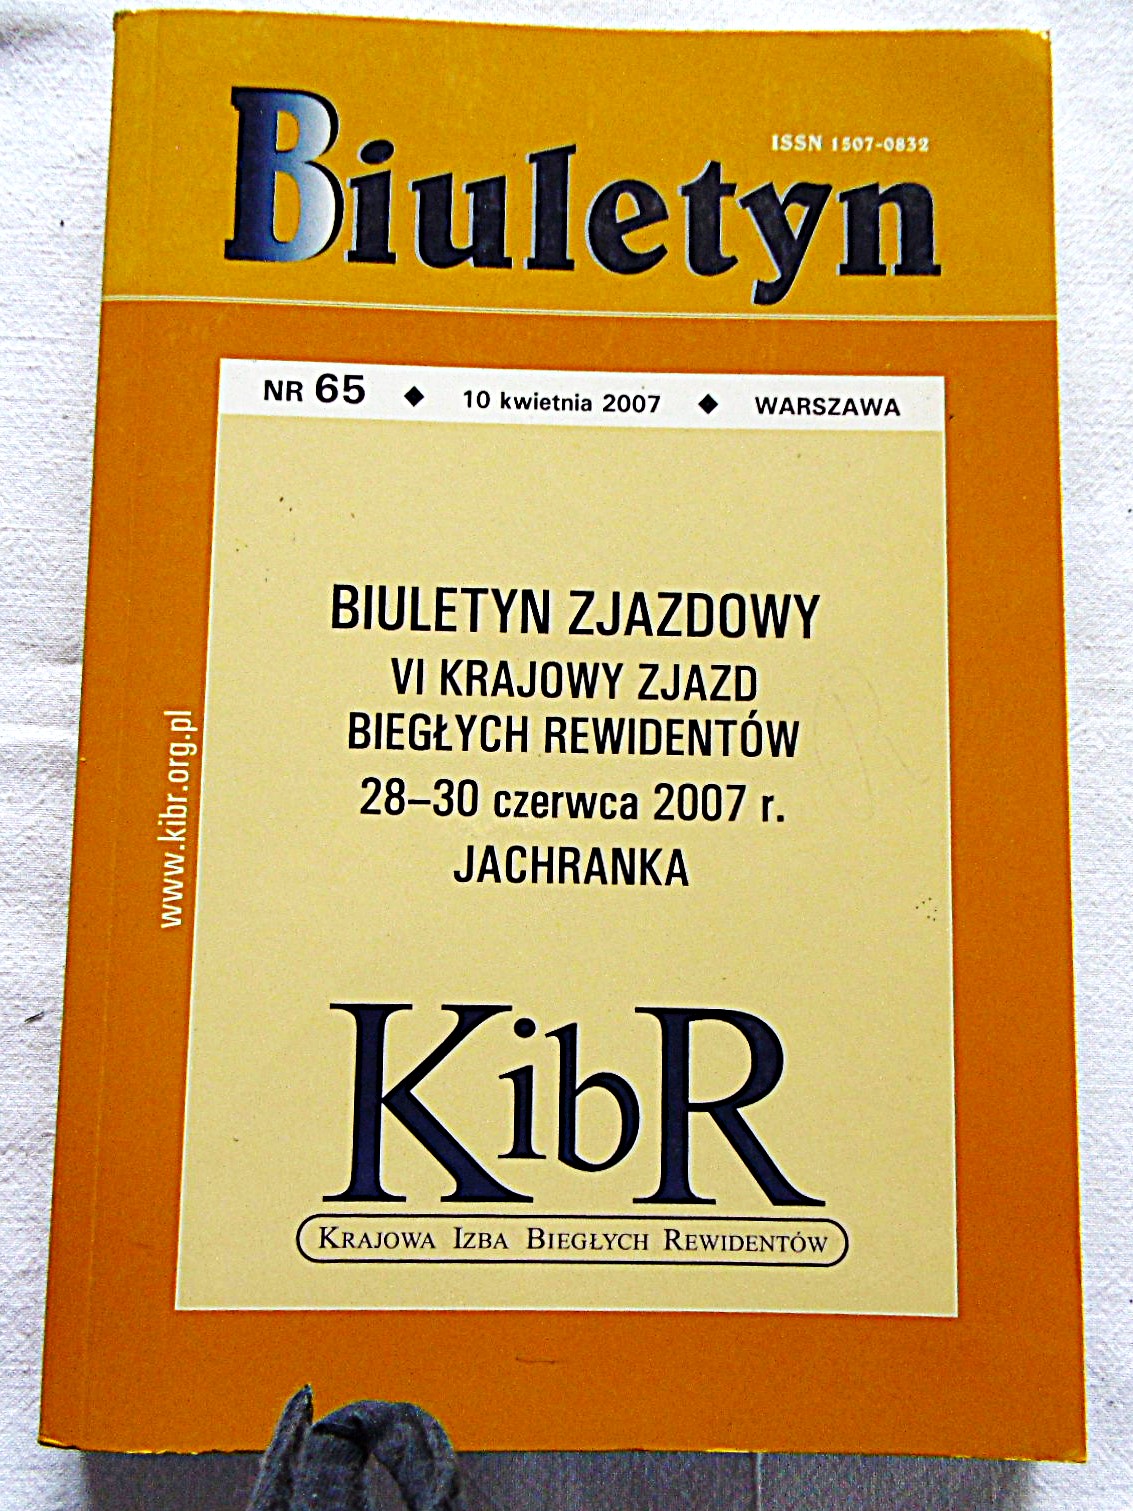 ISSN 1507-0832
Biuletyn
NR 65 ◆ 10 kwietnia 2007 ◆ WARSZAWA
BIULETYN ZJAZDOWY
VI KRAJOWY ZJAZD
BIEGŁYCH REWIDENTÓW
28–30 czerwca 2007 r.
JACHRANKA
www.kibr.org.pl
KibR
KRAJOWA IZBA BIEGŁYCH REWIDENTÓW